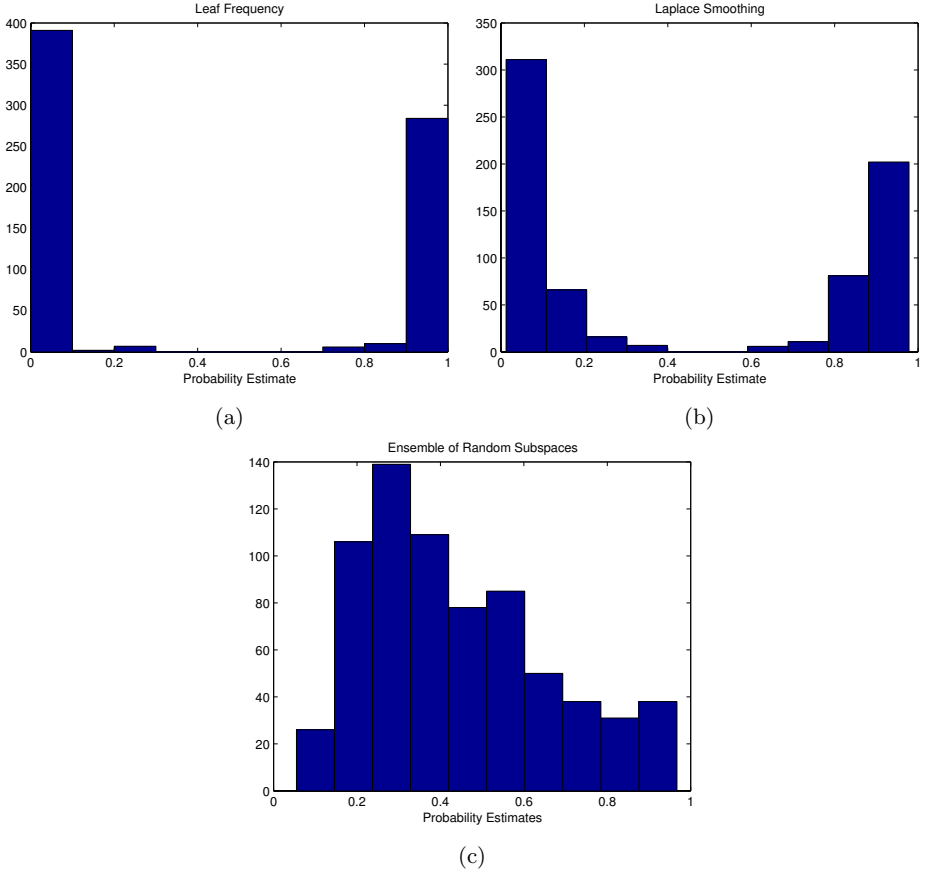 Leaf Frequency
400
350
300
250
200
150
100
50
0
0 0.2 0.4 0.6 0.8 1
Probability Estimate
(a)
Laplace Smoothing
350
300
250
200
150
100
50
0
0 0.2 0.4 0.6 0.8 1
Probability Estimate
(b)
Ensemble of Random Subspaces
140
120
100
80
60
40
20
0
0 0.2 0.4 0.6 0.8 1
Probability Estimates
(c)